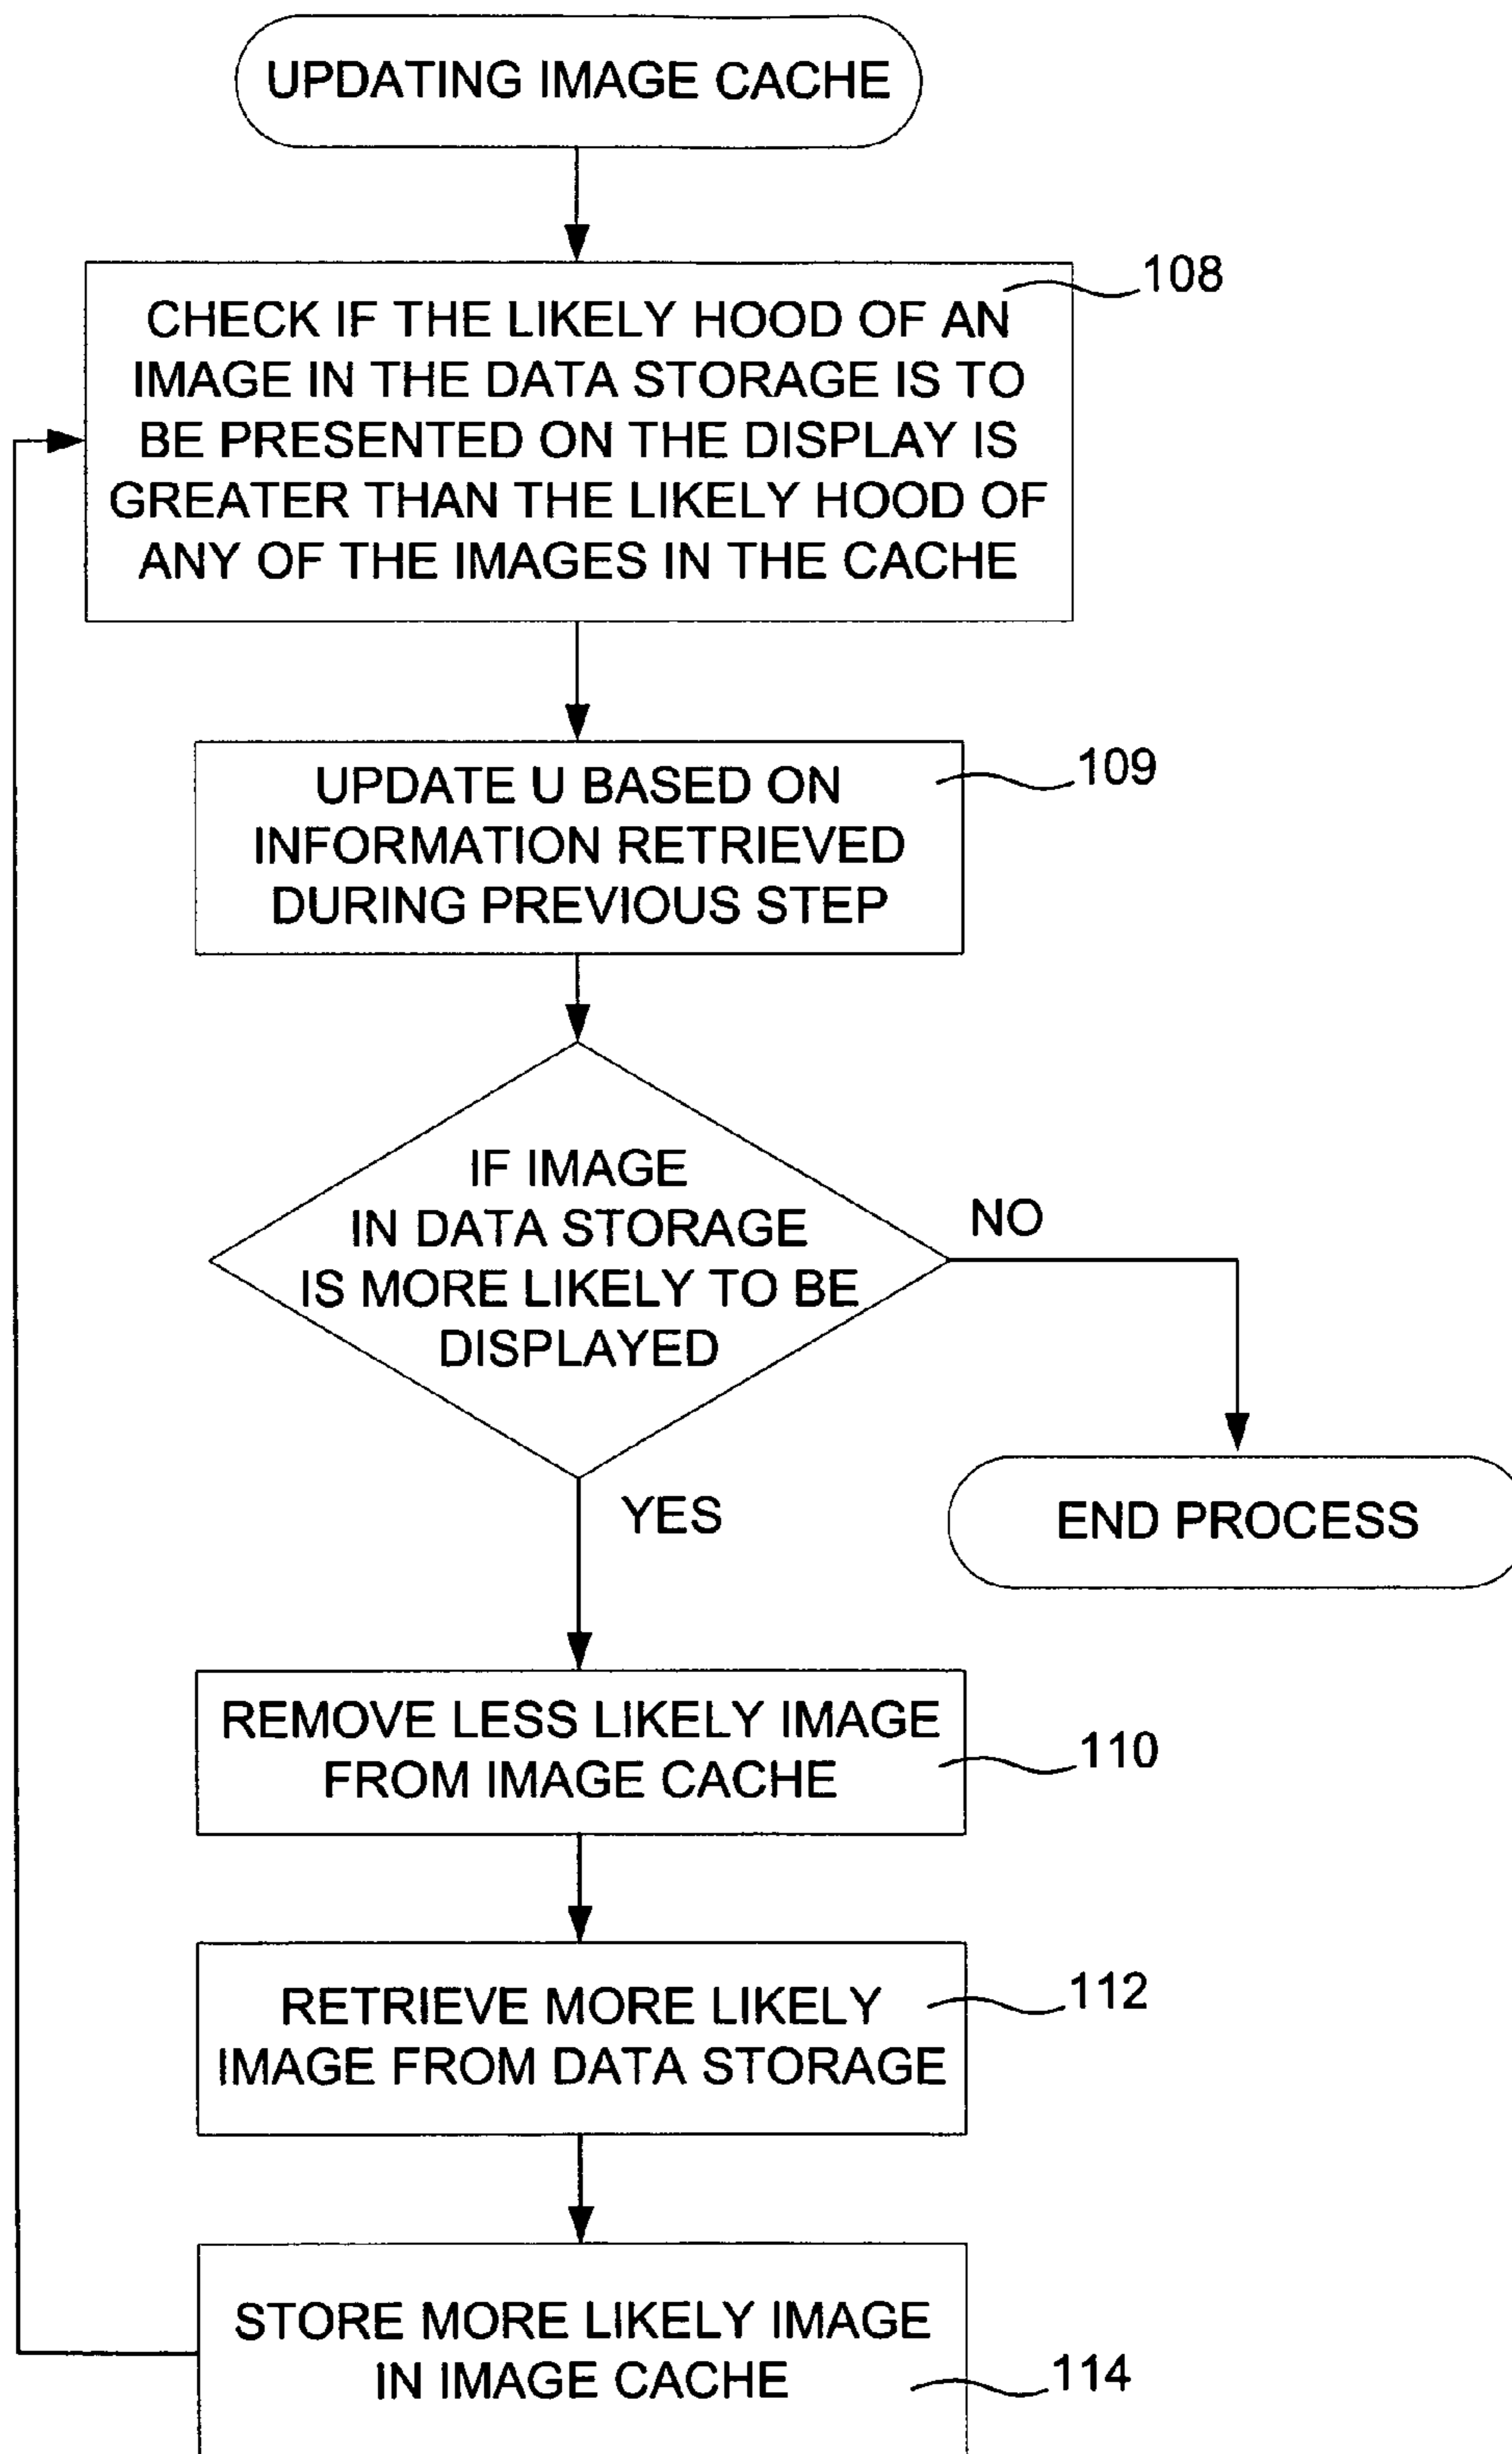 UPDATING IMAGE CACHE
108
CHECK IF THE LIKELY HOOD OF AN
IMAGE IN THE DATA STORAGE IS TO
BE PRESENTED ON THE DISPLAY IS
GREATER THAN THE LIKELY HOOD OF
ANY OF THE IMAGES IN THE CACHE
109
UPDATE U BASED ON
INFORMATION RETRIEVED
DURING PREVIOUS STEP
IF IMAGE
IN DATA STORAGE
IS MORE LIKELY TO BE
DISPLAYED
NO
YES
END PROCESS
REMOVE LESS LIKELY IMAGE
FROM IMAGE CACHE
110
RETRIEVE MORE LIKELY
IMAGE FROM DATA STORAGE
112
STORE MORE LIKELY IMAGE
IN IMAGE CACHE
114